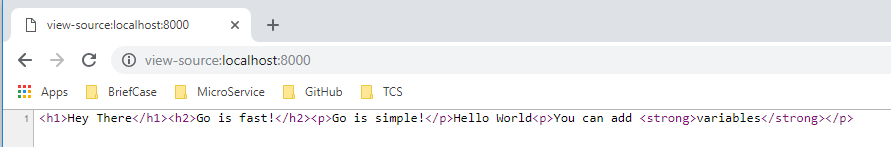 view-source:localhost:8000
view-source:localhost:8000
Apps BriefCase MicroService GitHub TCS
1 <h1>Hey There</h1><h2>Go is fast!</h2><p>Go is simple!</p>Hello World<p>You can add <strong>variables</strong></p>